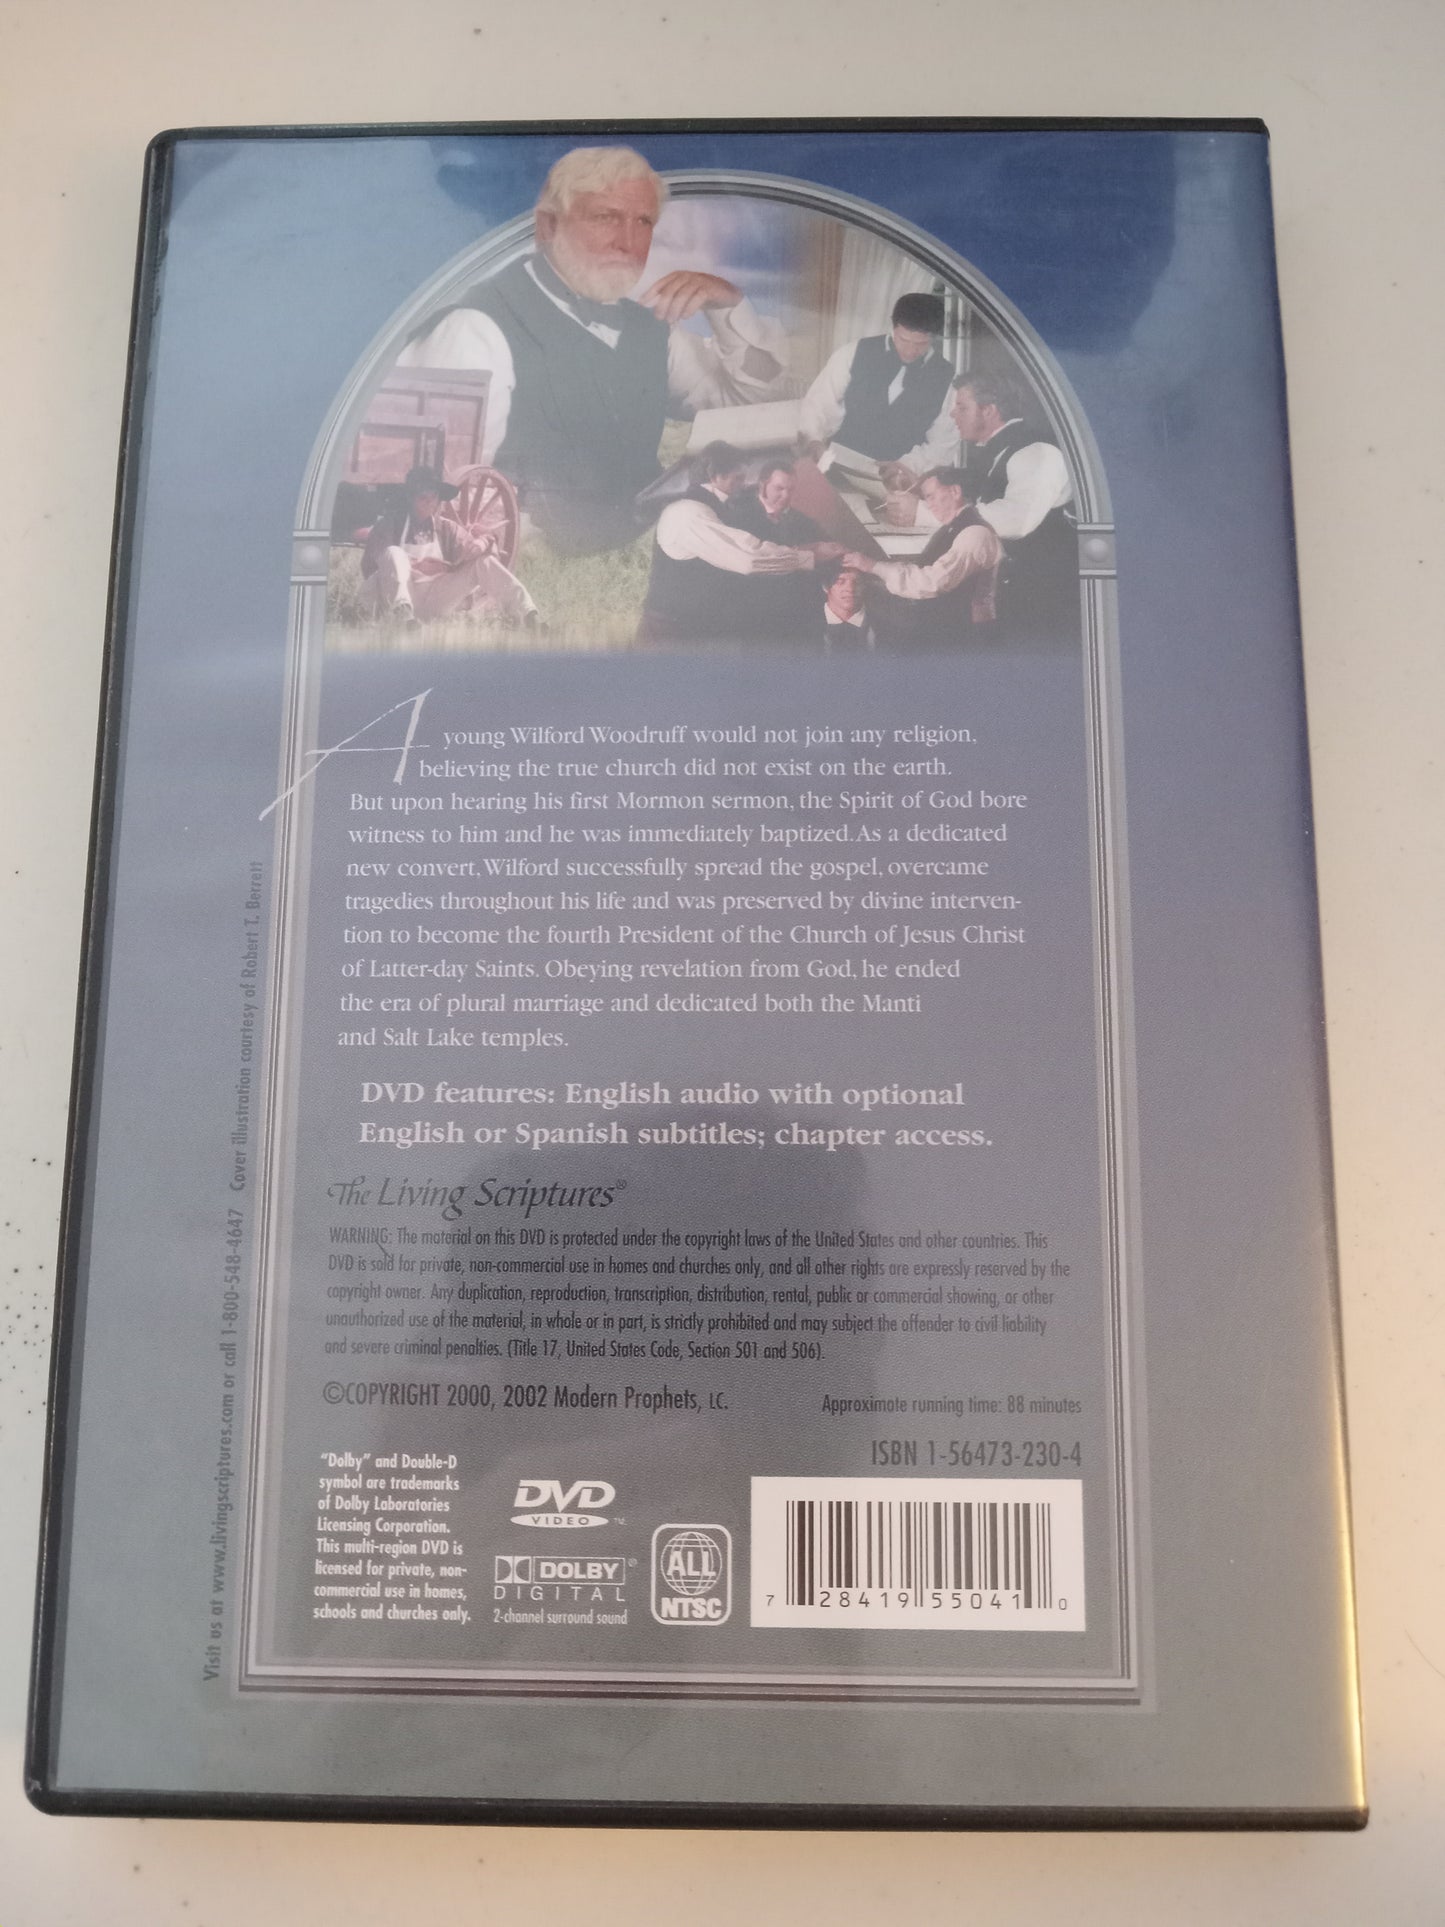 A young Wilford Woodruff would not join any religion,
believing the true church did not exist on the earth.
But upon hearing his first Mormon sermon, the Spirit of God bore
witness to him and he was immediately baptized. As a dedicated
new convert, Wilford successfully spread the gospel, overcame
tragedies throughout his life and was preserved by divine interven-
tion to become the fourth President of the Church of Jesus Christ
of Latter-day Saints. Obeying revelation from God, he ended
the era of plural marriage and dedicated both the Manti
and Salt Lake temples.
DVD features: English audio with optional
English or Spanish subtitles; chapter access.
The Living Scriptures®
WARNING: The material on this DVD is protected under the copyright laws of the United States and other countries. This
DVD is sold for private, non-commercial use in homes and churches only, and all other rights are expressly reserved by the
copyright owner. Any duplication, reproduction, transcription, distribution, rental, public or commercial showing, or other
unauthorized use of the material, in whole or in part, is strictly prohibited and may subject the offender to civil liability
and severe criminal penalties. (Title 17, United States Code, Section 501 and 506).
©COPYRIGHT 2000, 2002 Modern Prophets, LC.
Approximate running time: 88 minutes
ISBN 1-56473-230-4
"Dolby" and Double-D
symbol are trademarks
of Dolby Laboratories
Licensing Corporation.
This multi-region DVD is
licensed for private, non-
commercial use in homes,
schools and churches only.
DVD
VIDEO ™
DOLBY®
DIGITAL
2-channel surround sound
ALL
NTSC
7 28419 55041 0
Visit us at www.livingscriptures.com or call 1-800-548-4647 Cover illustration courtesy of Robert T. Berrett